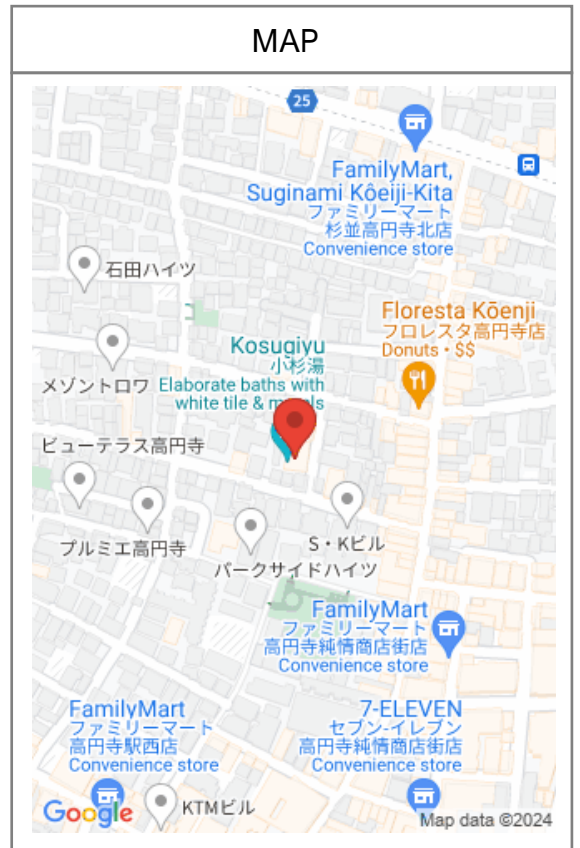 MAP
25
FamilyMart,
Suginami Kôeiji-Kita
ファミリーマート
杉並高円寺北店
Convenience store
石田ハイツ
Floresta Kōenji
フロレスタ高円寺店
Donuts • $$
Kosugiyu
小杉湯
Elaborate baths with
white tile & m
ls
メゾントロワ
ビューテラス高円寺
プルミエ高円寺
S・Kビル
パークサイドハイツ
FamilyMart
ファミリーマート
高円寺純情商店街店
Convenience store
FamilyMart
ファミリーマート
高円寺駅西店
Convenience store
7-ELEVEN
セブン-イレブン
高円寺純情商店街店
Convenience store
Google
KTMビル
Map data ©2024